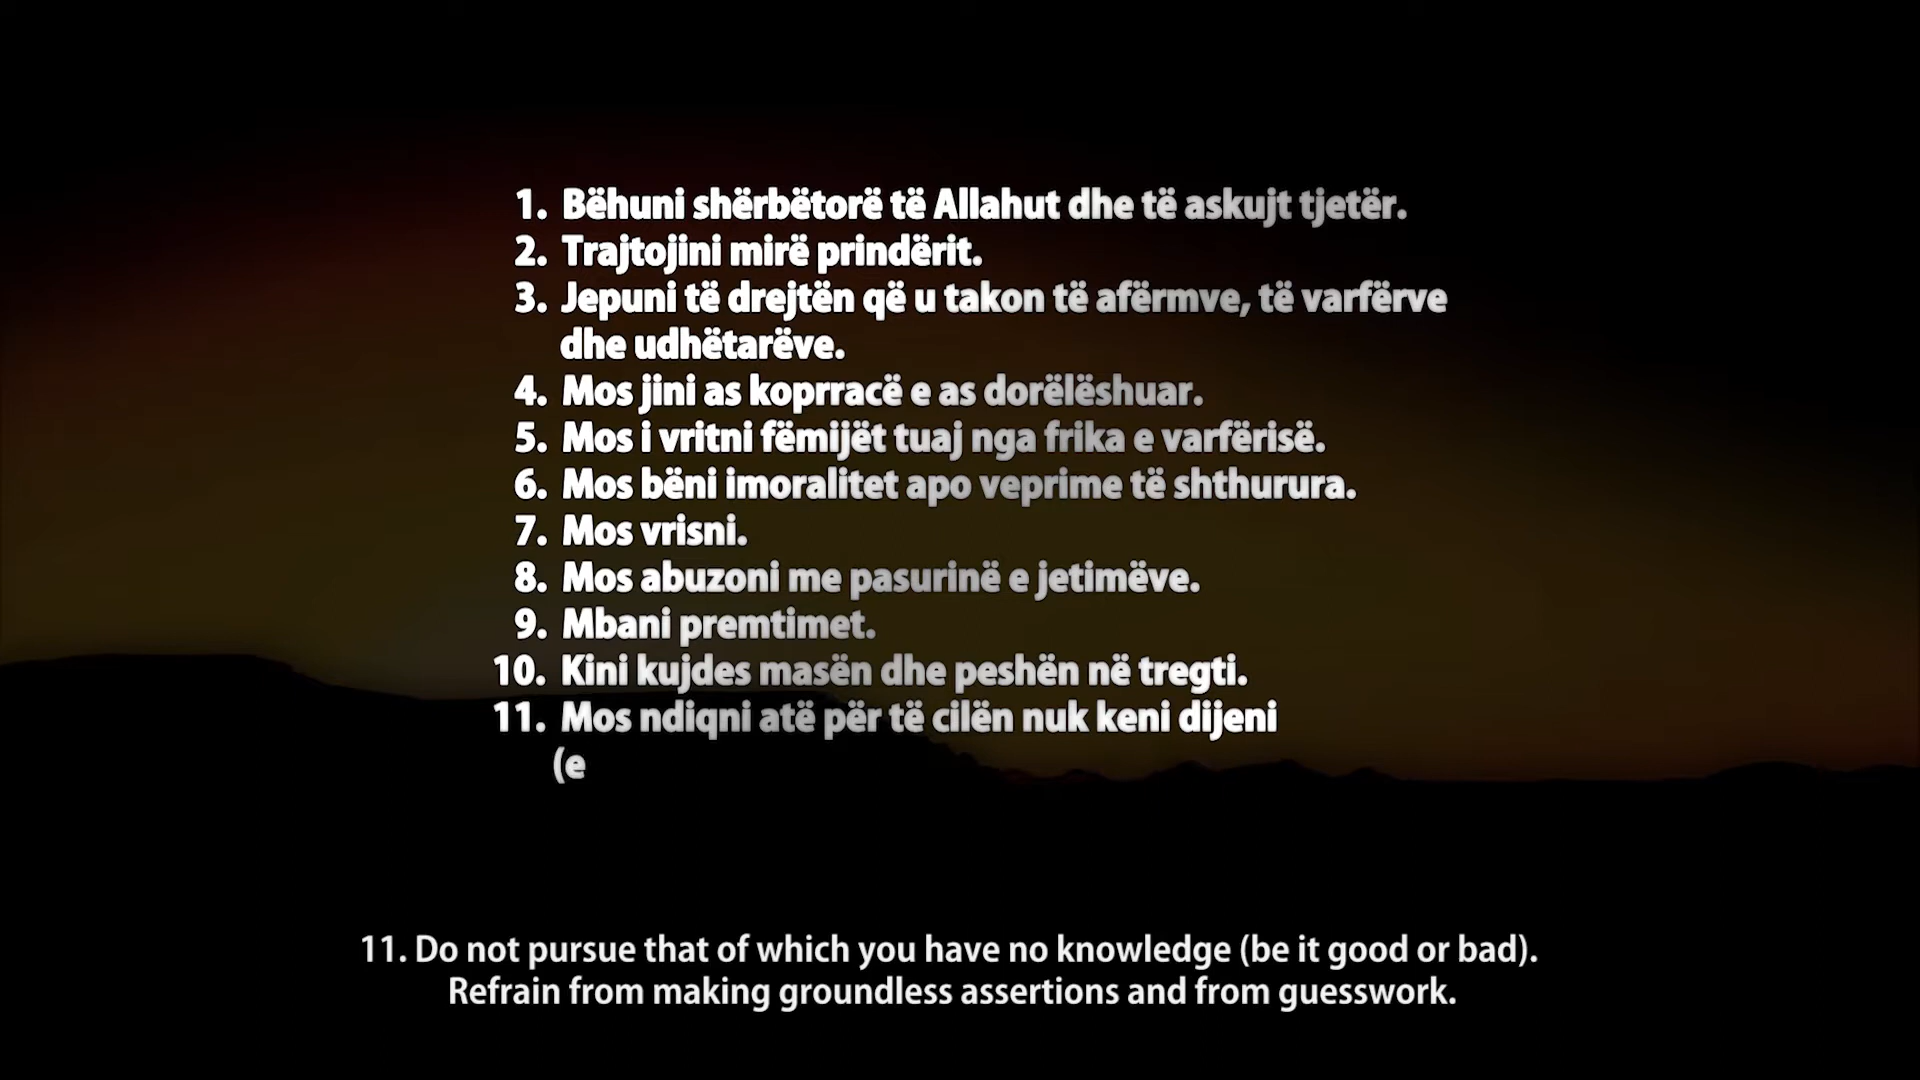 1. Bëhuni shërbëtorë të Allahut dhe të askujt tjetër.
2. Trajtojini mirë prindërit.
3. Jepuni të drejtën që u takon të afërmve, të varfërve
dhe udhëtarëve.
4. Mos jini as koprracë e as dorëlëshuar.
5. Mos i vritni fëmijët tuaj nga frika e varfërisë.
6. Mos bëni imoralitet apo veprime të shthurura.
7. Mos vrisni.
8. Mos abuzoni me pasurinë e jetimëve.
9. Mbani premtimet.
10. Kini kujdes masën dhe peshën në tregti.
11. Mos ndiqni atë për të cilën nuk keni dijeni
(e
11. Do not pursue that of which you have no knowledge (be it good or bad).
Refrain from making groundless assertions and from guesswork.